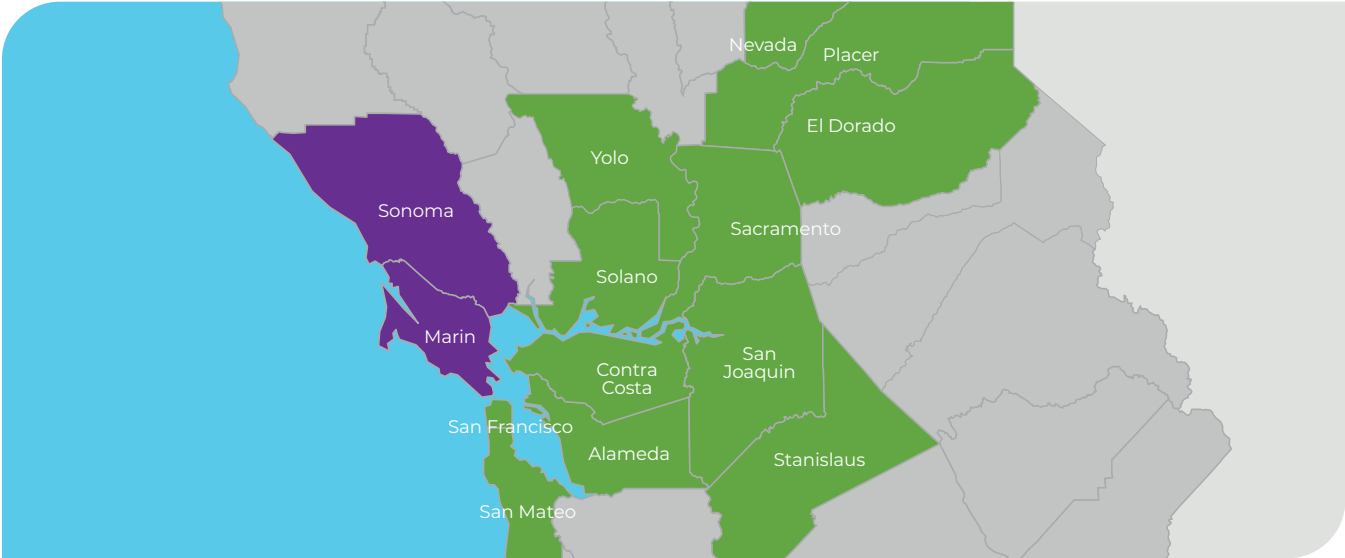 Nevada
Placer
El Dorado
Yolo
Sonoma
Sacramento
Solano
Marin
San
Joaquin
Contra
Costa
San Francisco
Alameda
Stanislaus
San Mateo